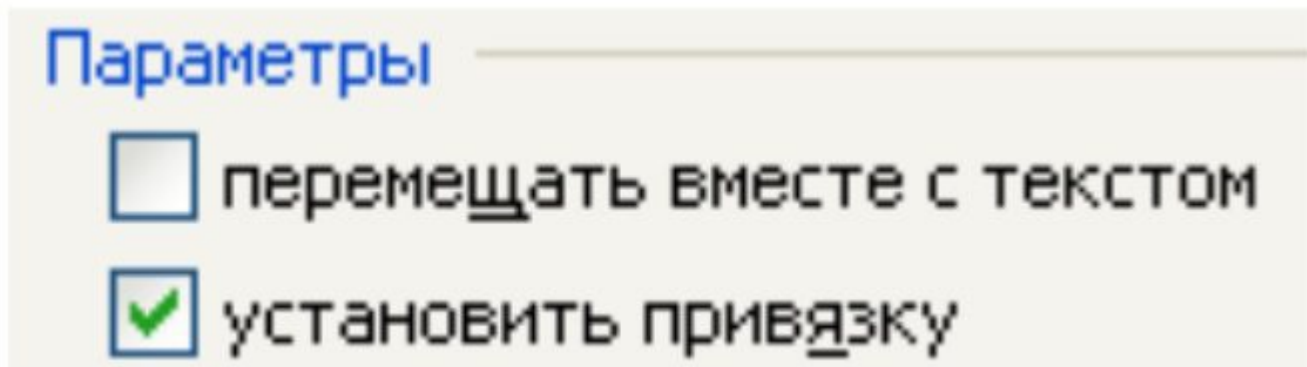 Параметры
перемещать вместе с текстом
установить привязку